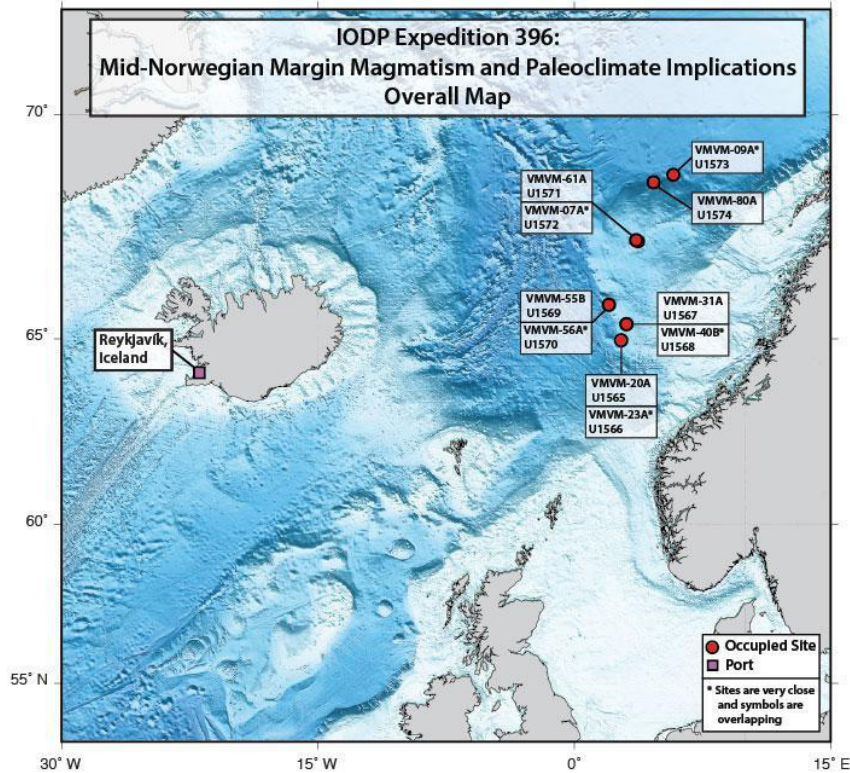 IODP Expedition 396:
Mid-Norwegian Margin Magmatism and Paleoclimate Implications
Overall Map
70˚
VMVM-09A*
U1573
VMVM-61A
U1571
VMVM-07A*
U1572
VMVM-80A
U1574
VMVM-55B
U1569
VMVM-56A*
U1570
VMVM-31A
U1567
VMVM-40B*
U1568
65˚
Reykjavík,
Iceland
VMVM-20A
U1565
VMVM-23A*
U1566
60˚
Occupied Site
Port
* Sites are very close
and symbols are
overlapping
55˚ N
30˚ W
15˚ W
0˚
15˚ E